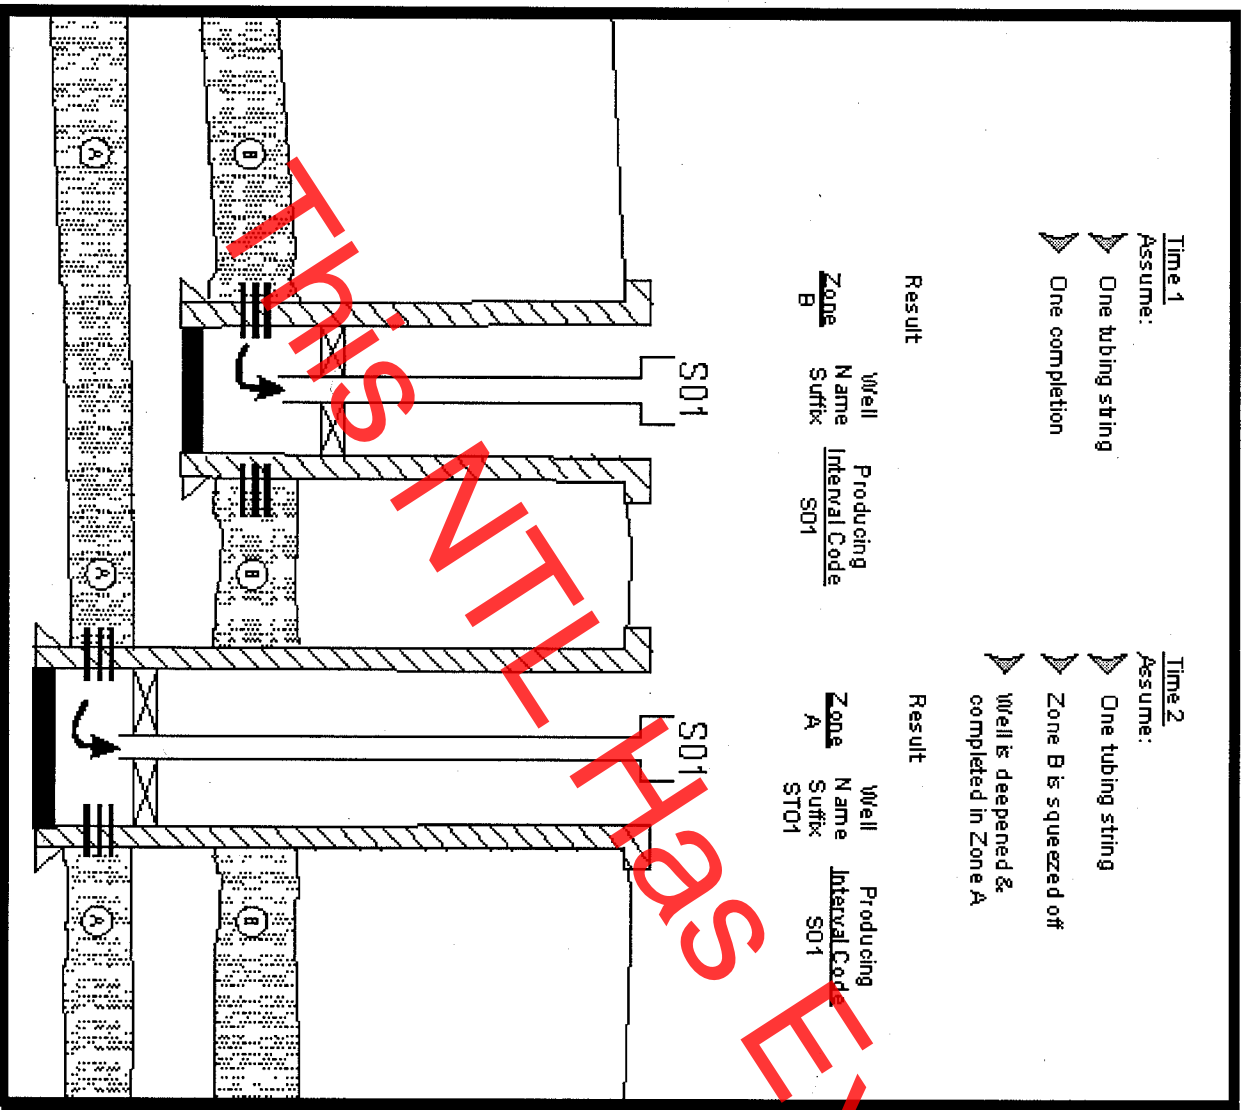 Time 1
Assume:
One tubing string
One completion
Result
Zone
B
Well
Name
Suffix
Producing
Interval Code
S01
S01
B
A
B
A
Time 2
Assume:
One tubing string
Zone B is squeezed off
Well is deepened &
completed in Zone A
Result
Zone
A
Well
Name
Suffix
ST01
Producing
Interval Code
S01
S01
B
A
This NTL Has